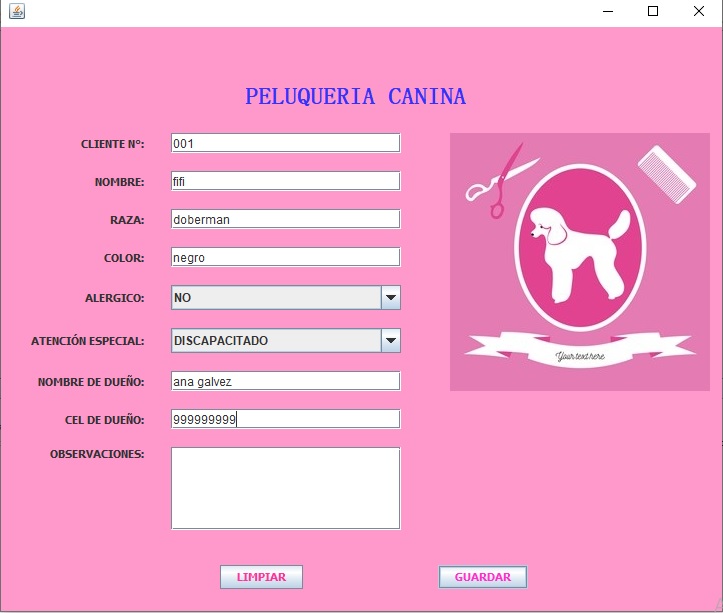 PELUQUERIA CANINA
CLIENTE Nº: 001
NOMBRE: fifi
RAZA: doberman
COLOR: negro
ALERGICO: NO
ATENCIÓN ESPECIAL: DISCAPACITADO
NOMBRE DE DUEÑO: ana galvez
CEL DE DUEÑO: 999999999
OBSERVACIONES:
Your text here
LIMPIAR
GUARDAR